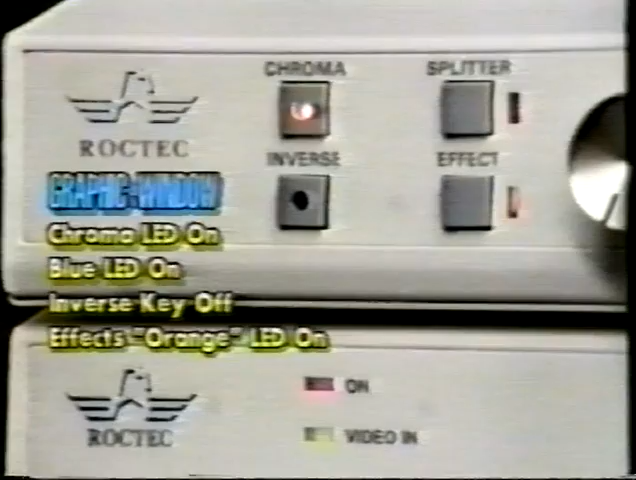 CHROMA SPLITTER
ROCTEC
INVERSE EFFECT
GRAPHIC-WINDOW
Chroma LED On
Blue LED On
Inverse Key Off
Effects "Orange" LED On
ON
ROCTEC
VIDEO IN